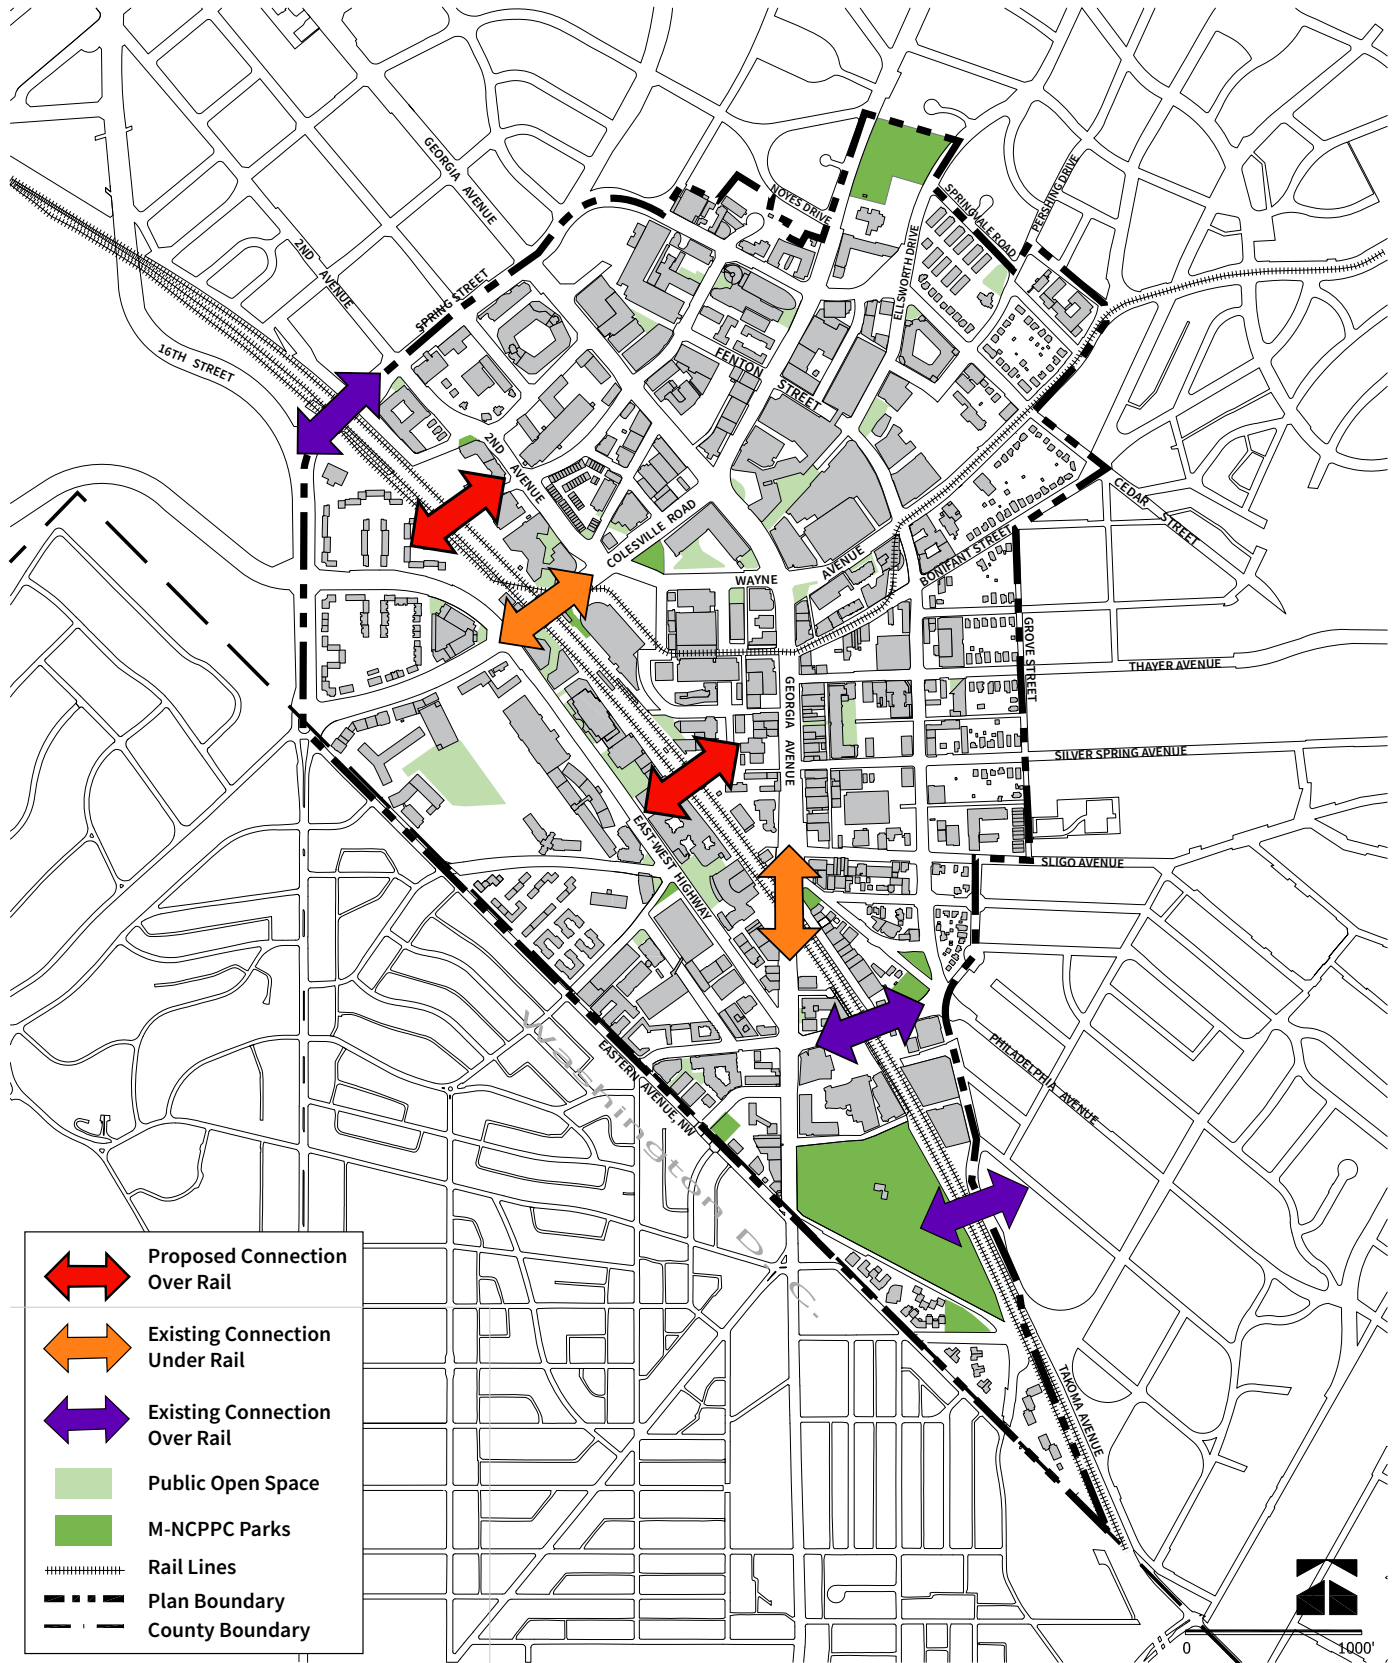 GEORGIA AVENUE
2ND AVENUE
SPRING STREET
16TH STREET
NOYES DRIVE
SPRINGVALE ROAD
PERSHING DRIVE
ELLSWORTH DRIVE
FENTON STREET
2ND AVENUE
COLESVILLE ROAD
WAYNE AVENUE
BONIFANT STREET
CEDAR STREET
GROVE STREET
THAYER AVENUE
GEORGIA AVENUE
SILVER SPRING AVENUE
SLIGO AVENUE
EAST-WEST HIGHWAY
PHILADELPHIA AVENUE
EASTERN AVENUE, NW
Washington D.C.
TAKOMA AVENUE
Proposed Connection
Over Rail
Existing Connection
Under Rail
Existing Connection
Over Rail
Public Open Space
M-NCPPC Parks
Rail Lines
Plan Boundary
County Boundary
0 1000'